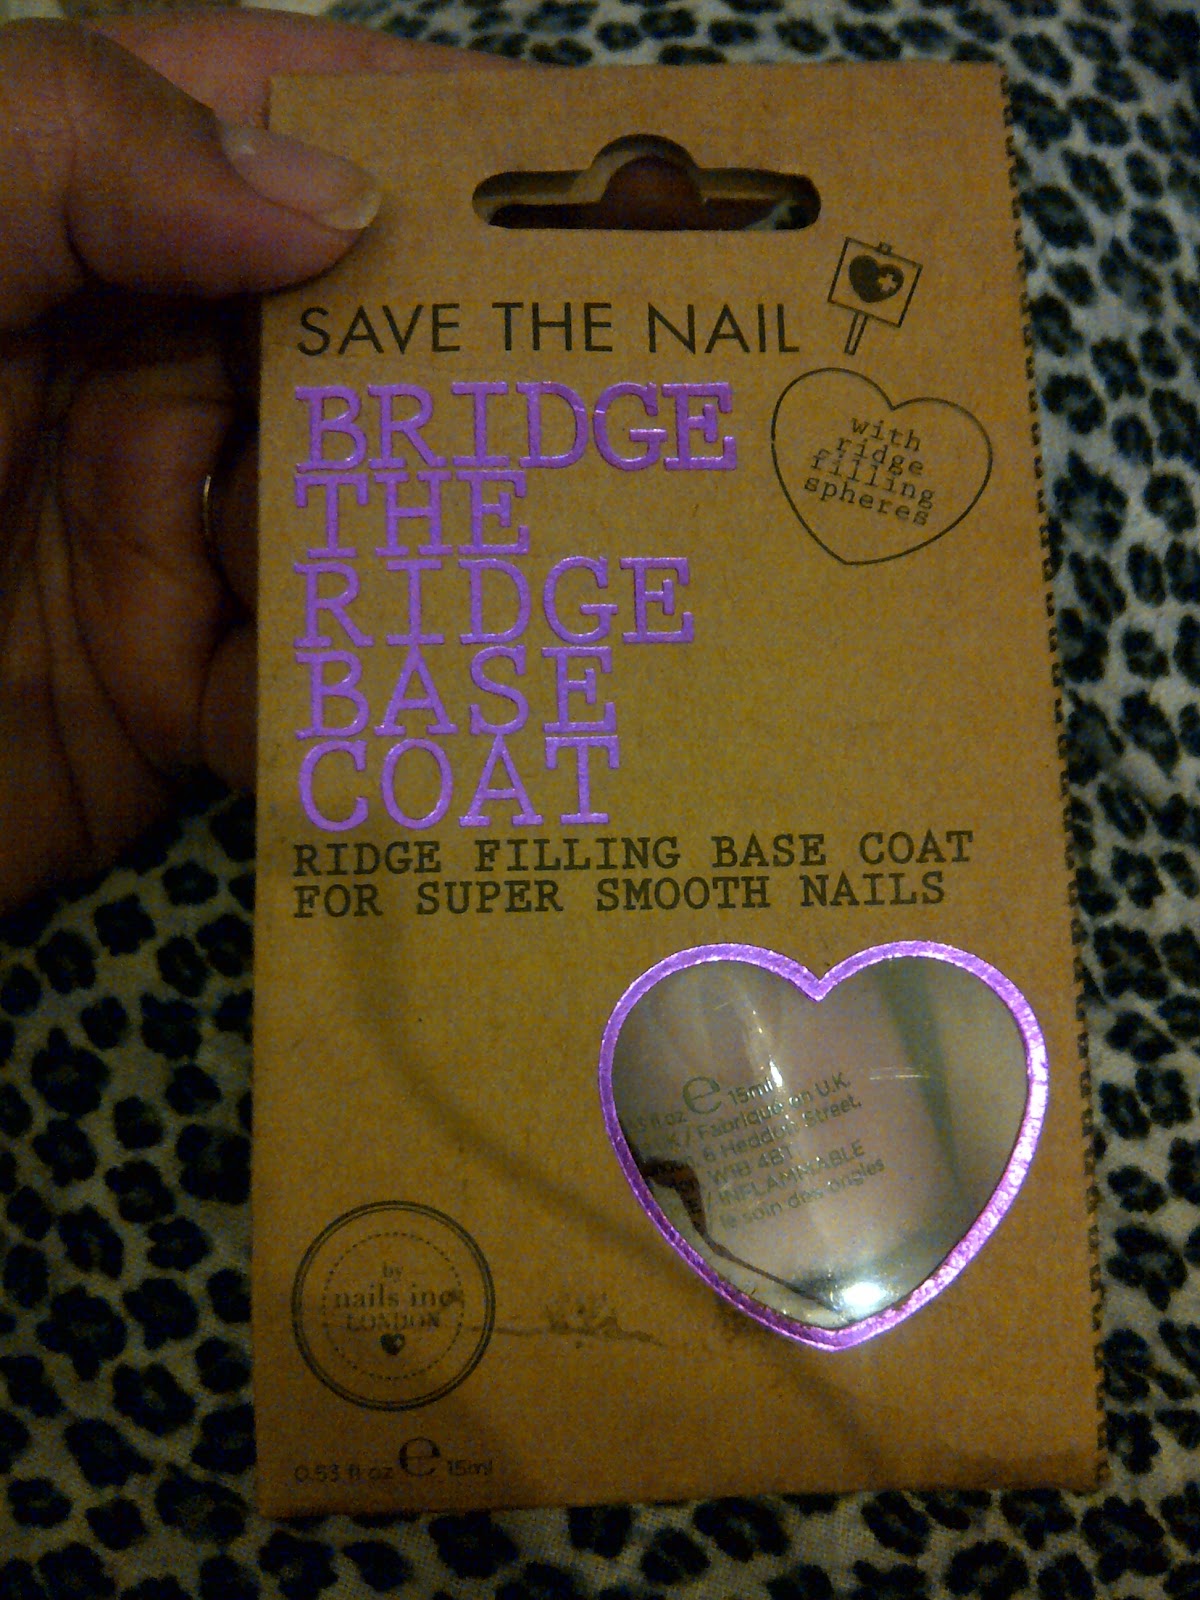 SAVE THE NAIL
BRIDGE
THE
RIDGE
BASE
COAT
with
ridge
filling
spheres
RIDGE FILLING BASE COAT
FOR SUPER SMOOTH NAILS
fl oz e 15ml
/ Fabriqué en U.K.
6 Heddon Street,
W1B 4BT
/ INFLAMMABLE
le soin des ongles
by
nails inc
LONDON
0.53 fl oz e 15ml